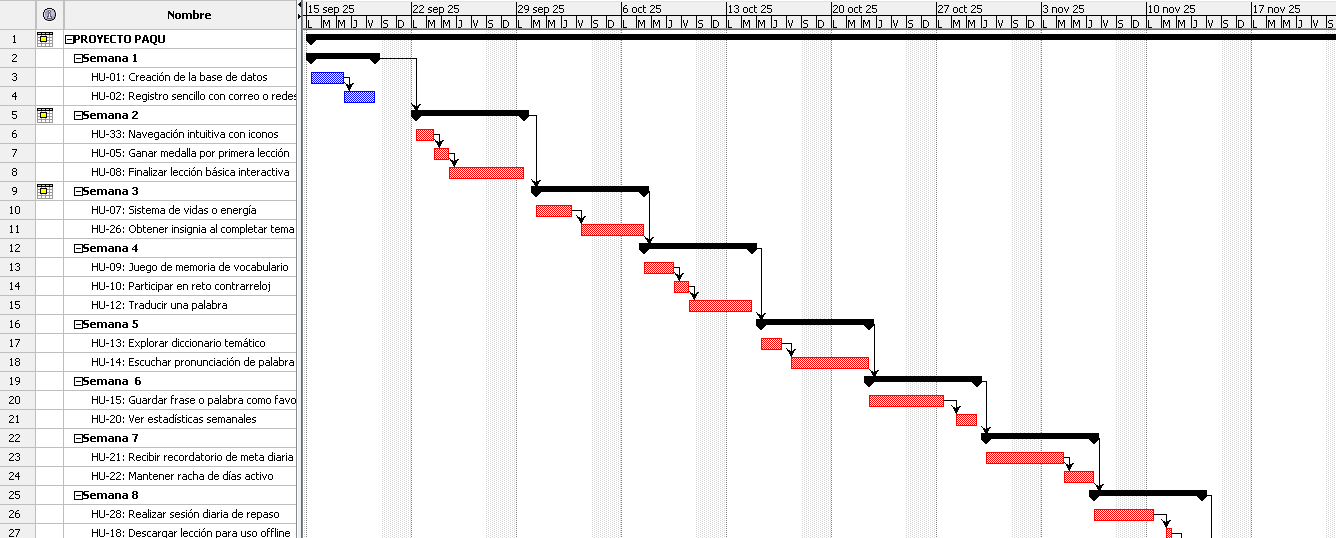 Nombre
15 sep 25 22 sep 25 29 sep 25 6 oct 25 13 oct 25 20 oct 25 27 oct 25 3 nov 25 10 nov 25 17 nov 25
L M M J V S D L M M J V S D L M M J V S D L M M J V S D L M M J V S D L M M J V S D L M M J V S D L M M J V S D L M M J V S D L M M J V S
1 PROYECTO PAQU
2 Semana 1
3 HU-01: Creación de la base de datos
4 HU-02: Registro sencillo con correo o redes
5 Semana 2
6 HU-33: Navegación intuitiva con iconos
7 HU-05: Ganar medalla por primera lección
8 HU-08: Finalizar lección básica interactiva
9 Semana 3
10 HU-07: Sistema de vidas o energía
11 HU-26: Obtener insignia al completar tema
12 Semana 4
13 HU-09: Juego de memoria de vocabulario
14 HU-10: Participar en reto contrarreloj
15 HU-12: Traducir una palabra
16 Semana 5
17 HU-13: Explorar diccionario temático
18 HU-14: Escuchar pronunciación de palabra
19 Semana 6
20 HU-15: Guardar frase o palabra como favo
21 HU-20: Ver estadísticas semanales
22 Semana 7
23 HU-21: Recibir recordatorio de meta diaria
24 HU-22: Mantener racha de días activo
25 Semana 8
26 HU-28: Realizar sesión diaria de repaso
27 HU-18: Descargar lección para uso offline